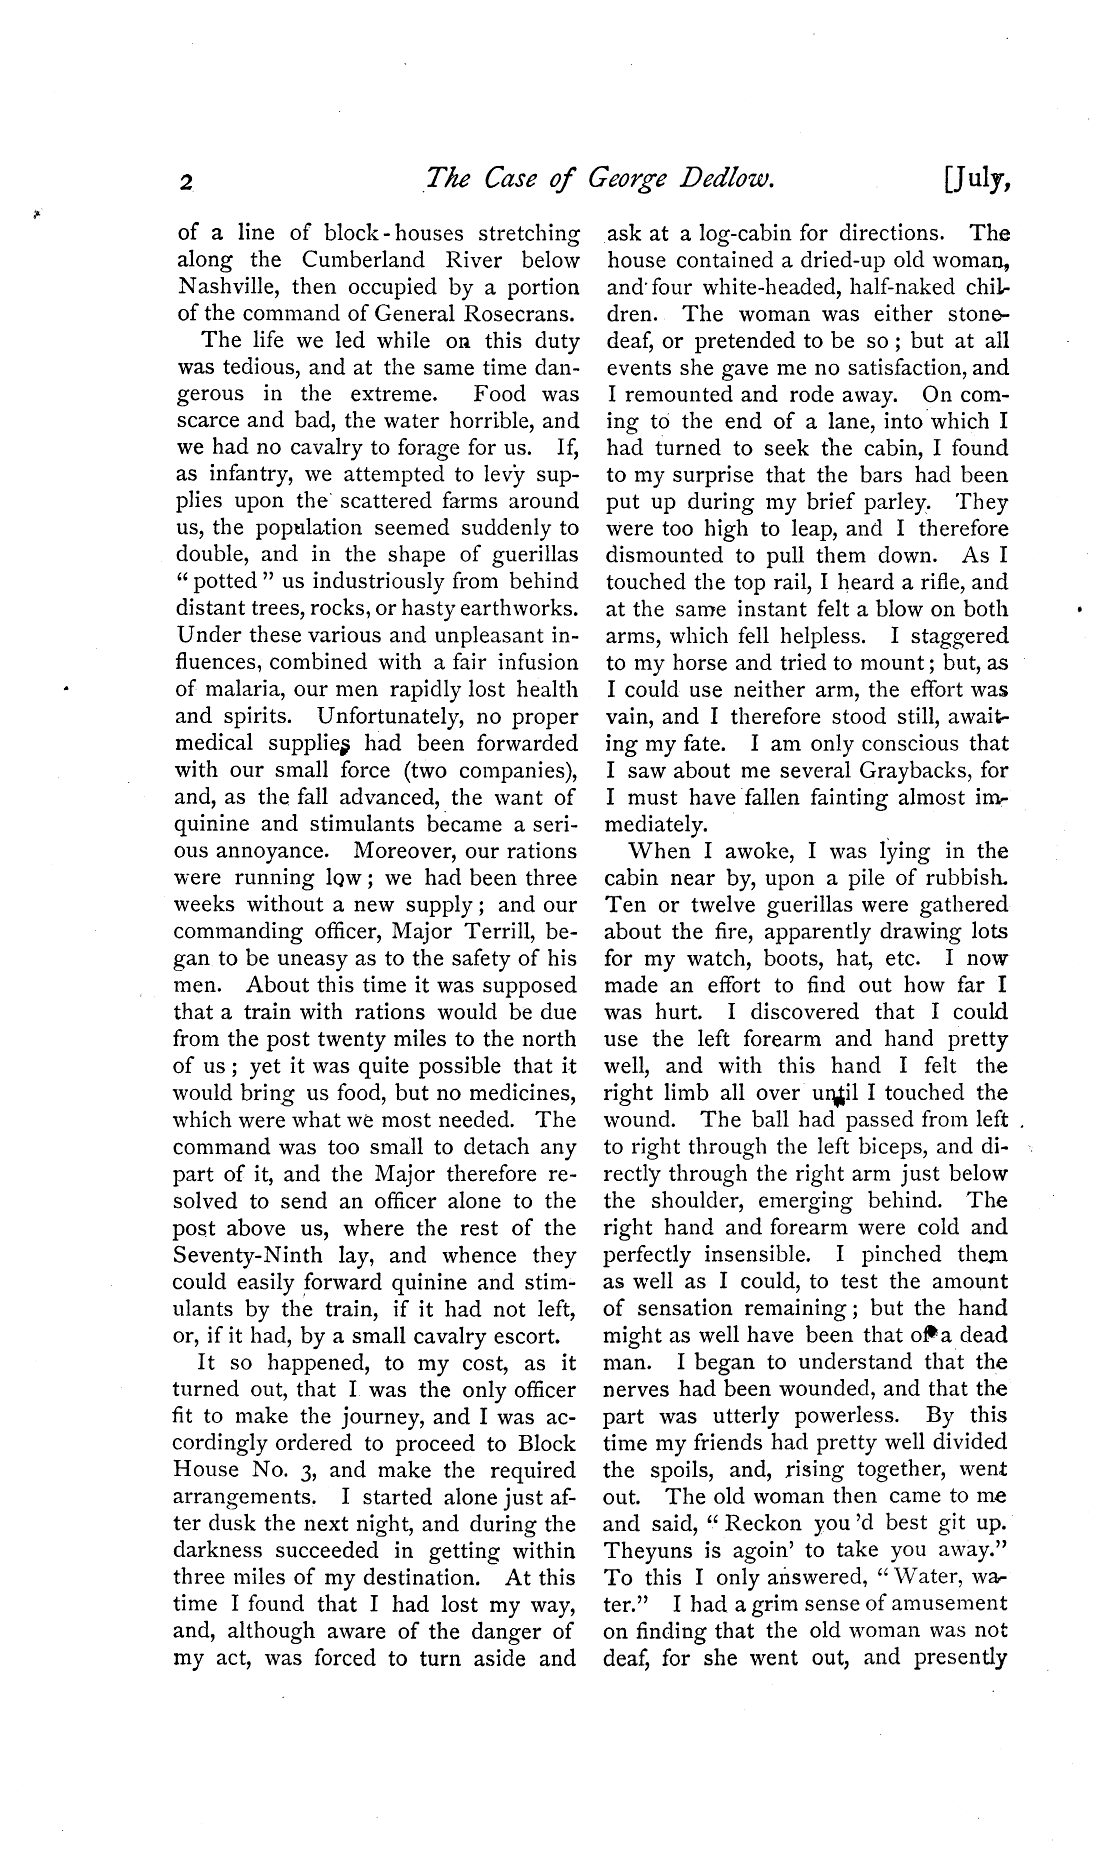 2 The Case of George Dedlow. [July,
of a line of block-houses stretching
along the Cumberland River below
Nashville, then occupied by a portion
of the command of General Rosecrans.
The life we led while on this duty
was tedious, and at the same time dan-
gerous in the extreme. Food was
scarce and bad, the water horrible, and
we had no cavalry to forage for us. If,
as infantry, we attempted to levy sup-
plies upon the scattered farms around
us, the population seemed suddenly to
double, and in the shape of guerillas
“potted” us industriously from behind
distant trees, rocks, or hasty earthworks.
Under these various and unpleasant in-
fluences, combined with a fair infusion
of malaria, our men rapidly lost health
and spirits. Unfortunately, no proper
medical supplies had been forwarded
with our small force (two companies),
and, as the fall advanced, the want of
quinine and stimulants became a seri-
ous annoyance. Moreover, our rations
were running low; we had been three
weeks without a new supply; and our
commanding officer, Major Terrill, be-
gan to be uneasy as to the safety of his
men. About this time it was supposed
that a train with rations would be due
from the post twenty miles to the north
of us; yet it was quite possible that it
would bring us food, but no medicines,
which were what we most needed. The
command was too small to detach any
part of it, and the Major therefore re-
solved to send an officer alone to the
post above us, where the rest of the
Seventy-Ninth lay, and whence they
could easily forward quinine and stim-
ulants by the train, if it had not left,
or, if it had, by a small cavalry escort.
It so happened, to my cost, as it
turned out, that I was the only officer
fit to make the journey, and I was ac-
cordingly ordered to proceed to Block
House No. 3, and make the required
arrangements. I started alone just af-
ter dusk the next night, and during the
darkness succeeded in getting within
three miles of my destination. At this
time I found that I had lost my way,
and, although aware of the danger of
my act, was forced to turn aside and
ask at a log-cabin for directions. The
house contained a dried-up old woman,
and four white-headed, half-naked chil-
dren. The woman was either stone-
deaf, or pretended to be so; but at all
events she gave me no satisfaction, and
I remounted and rode away. On com-
ing to the end of a lane, into which I
had turned to seek the cabin, I found
to my surprise that the bars had been
put up during my brief parley. They
were too high to leap, and I therefore
dismounted to pull them down. As I
touched the top rail, I heard a rifle, and
at the same instant felt a blow on both
arms, which fell helpless. I staggered
to my horse and tried to mount; but, as
I could use neither arm, the effort was
vain, and I therefore stood still, await-
ing my fate. I am only conscious that
I saw about me several Graybacks, for
I must have fallen fainting almost im-
mediately.
When I awoke, I was lying in the
cabin near by, upon a pile of rubbish.
Ten or twelve guerillas were gathered
about the fire, apparently drawing lots
for my watch, boots, hat, etc. I now
made an effort to find out how far I
was hurt. I discovered that I could
use the left forearm and hand pretty
well, and with this hand I felt the
right limb all over until I touched the
wound. The ball had passed from left
to right through the left biceps, and di-
rectly through the right arm just below
the shoulder, emerging behind. The
right hand and forearm were cold and
perfectly insensible. I pinched them
as well as I could, to test the amount
of sensation remaining; but the hand
might as well have been that of a dead
man. I began to understand that the
nerves had been wounded, and that the
part was utterly powerless. By this
time my friends had pretty well divided
the spoils, and, rising together, went
out. The old woman then came to me
and said, “Reckon you 'd best git up.
Theyuns is agoin' to take you away.”
To this I only answered, “Water, wa-
ter.” I had a grim sense of amusement
on finding that the old woman was not
deaf, for she went out, and presently